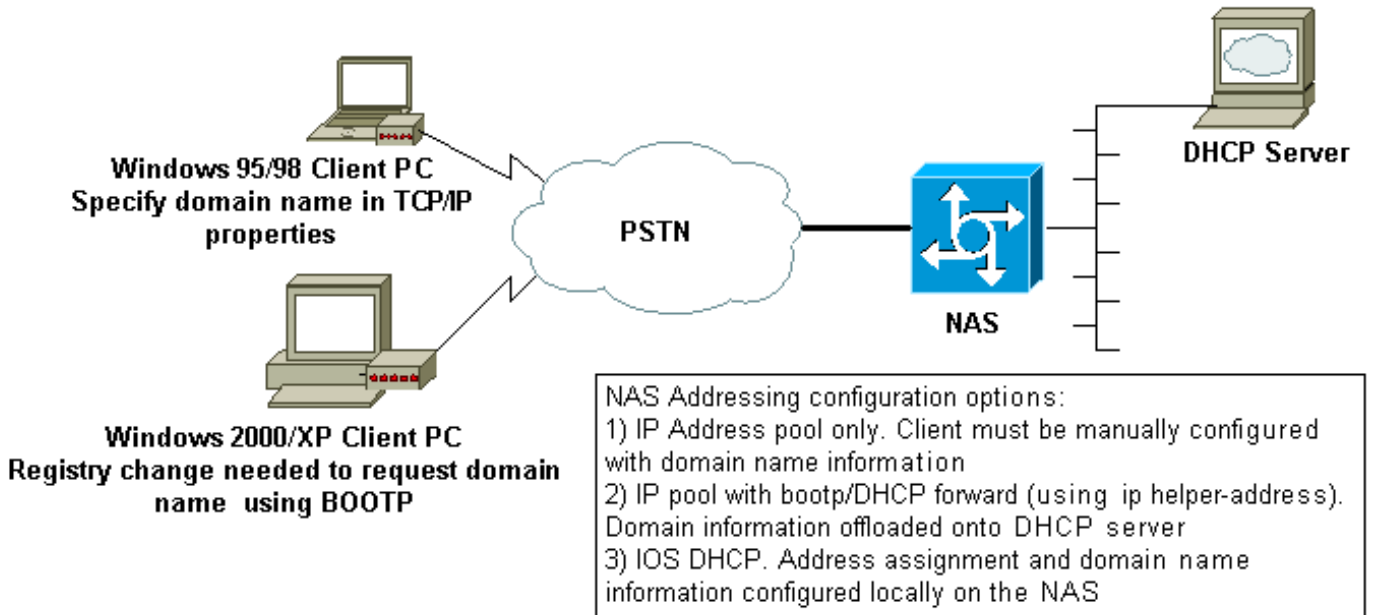 DHCP Server
Windows 95/98 Client PC
Specify domain name in TCP/IP
properties
PSTN
NAS
Windows 2000/XP Client PC
Registry change needed to request domain
name using BOOTP
NAS Addressing configuration options:
1) IP Address pool only. Client must be manually configured
with domain name information
2) IP pool with bootp/DHCP forward (using ip helper-address).
Domain information offloaded onto DHCP server
3) IOS DHCP. Address assignment and domain name
information configured locally on the NAS